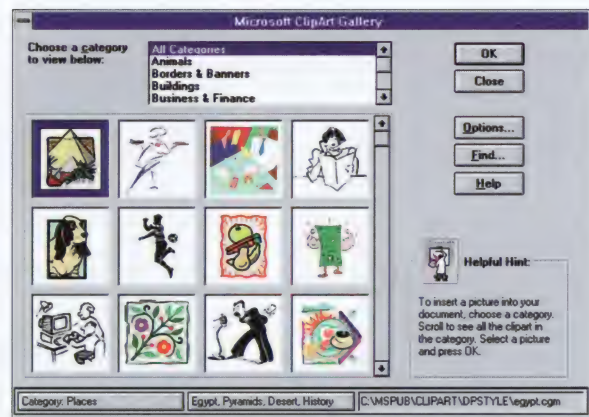 Microsoft ClipArt Gallery
Choose a category
to view below:
All Categories
Animals
Borders & Banners
Buildings
Business & Finance
OK
Close
Options...
Find...
Help
Helpful Hint:
To insert a picture into your
document, choose a category.
Scroll to see all the clipart in
the category. Select a picture
and press OK.
Category: Places
Egypt, Pyramids, Desert, History
C:\MSPUB\CLIPART\DPSTYLE\egypt.cgm